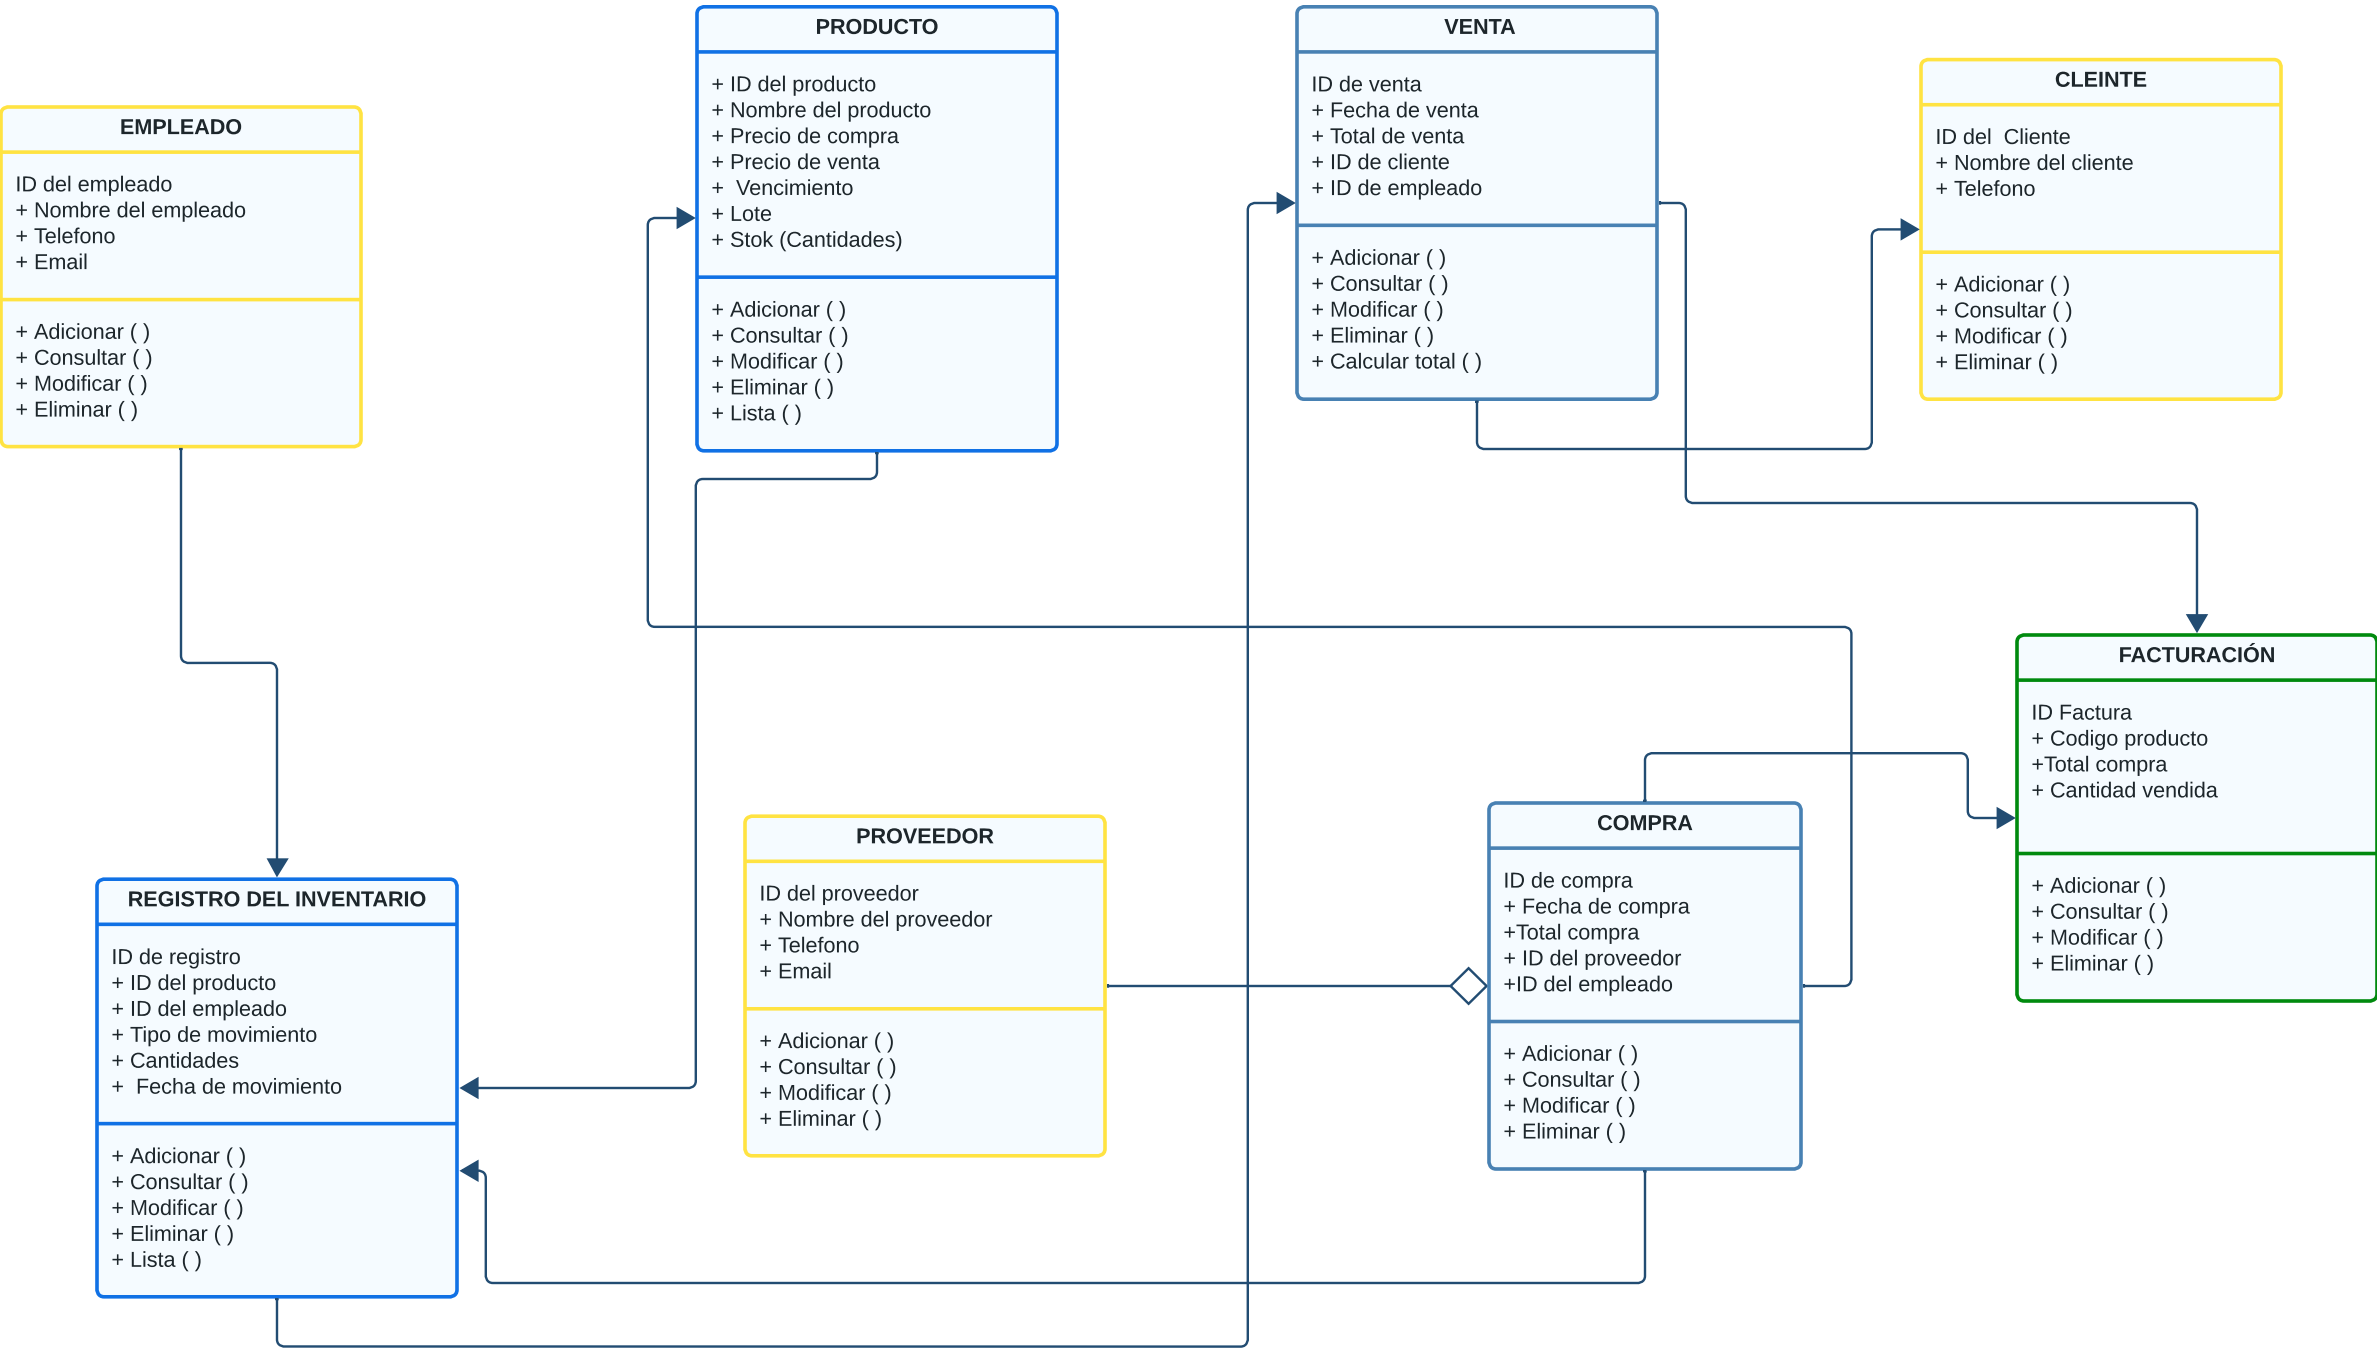 EMPLEADO
ID del empleado
+ Nombre del empleado
+ Telefono
+ Email
+ Adicionar ( )
+ Consultar ( )
+ Modificar ( )
+ Eliminar ( )
PRODUCTO
+ ID del producto
+ Nombre del producto
+ Precio de compra
+ Precio de venta
+  Vencimiento
+ Lote
+ Stok (Cantidades)
+ Adicionar ( )
+ Consultar ( )
+ Modificar ( )
+ Eliminar ( )
+ Lista ( )
VENTA
ID de venta
+ Fecha de venta
+ Total de venta
+ ID de cliente
+ ID de empleado
+ Adicionar ( )
+ Consultar ( )
+ Modificar ( )
+ Eliminar ( )
+ Calcular total ( )
CLEINTE
ID del  Cliente
+ Nombre del cliente
+ Telefono
+ Adicionar ( )
+ Consultar ( )
+ Modificar ( )
+ Eliminar ( )
REGISTRO DEL INVENTARIO
ID de registro
+ ID del producto
+ ID del empleado
+ Tipo de movimiento
+ Cantidades
+  Fecha de movimiento
+ Adicionar ( )
+ Consultar ( )
+ Modificar ( )
+ Eliminar ( )
+ Lista ( )
PROVEEDOR
ID del proveedor
+ Nombre del proveedor
+ Telefono
+ Email
+ Adicionar ( )
+ Consultar ( )
+ Modificar ( )
+ Eliminar ( )
COMPRA
ID de compra
+ Fecha de compra
+Total compra
+ ID del proveedor
+ID del empleado
+ Adicionar ( )
+ Consultar ( )
+ Modificar ( )
+ Eliminar ( )
FACTURACIÓN
ID Factura
+ Codigo producto
+Total compra
+ Cantidad vendida
+ Adicionar ( )
+ Consultar ( )
+ Modificar ( )
+ Eliminar ( )